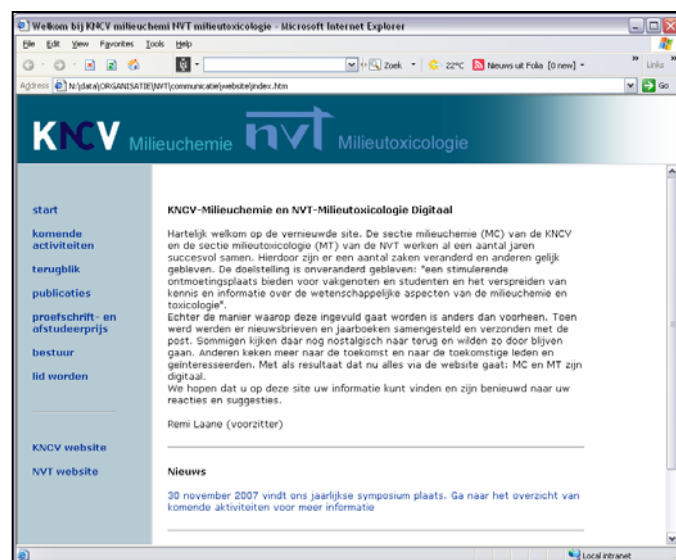 Welkom bij KNCV milieuchemi NVT milieutoxicologie - Microsoft Internet Explorer
File Edit View Favorites Tools Help
Zoek 22°C Nieuws uit Folia [0 new] Links
Address N:\data\ORGANISATIE\NVT\communicatie\website\index.htm Go
KNCV Milieuchemie nvt Milieutoxicologie
start
komende
activiteiten
terugblik
publicaties
proefschrift- en
afstudeerprijs
bestuur
lid worden
KNCV website
NVT website
KNCV-Milieuchemie en NVT-Milieutoxicologie Digitaal
Hartelijk welkom op de vernieuwde site. De sectie milieuchemie (MC) van de KNCV
en de sectie milieutoxicologie (MT) van de NVT werken al een aantal jaren
succesvol samen. Hierdoor zijn er een aantal zaken veranderd en anderen gelijk
gebleven. De doelstelling is onveranderd gebleven: "een stimulerende
ontmoetingsplaats bieden voor vakgenoten en studenten en het verspreiden van
kennis en informatie over de wetenschappelijke aspecten van de milieuchemie en
toxicologie".
Echter de manier waarop deze ingevuld gaat worden is anders dan voorheen. Toen
werd werden er nieuwsbrieven en jaarboeken samengesteld en verzonden met de
post. Sommigen kijken daar nog nostalgisch naar terug en wilden zo door blijven
gaan. Anderen keken meer naar de toekomst en naar de toekomstige leden en
geïnteresseerden. Met als resultaat dat nu alles via de website gaat: MC en MT zijn
digitaal.
We hopen dat u op deze site uw informatie kunt vinden en zijn benieuwd naar uw
reacties en suggesties.
Remi Laane (voorzitter)
Nieuws
30 november 2007 vindt ons jaarlijkse symposium plaats. Ga naar het overzicht van
komende aktiviteiten voor meer informatie
Local intranet